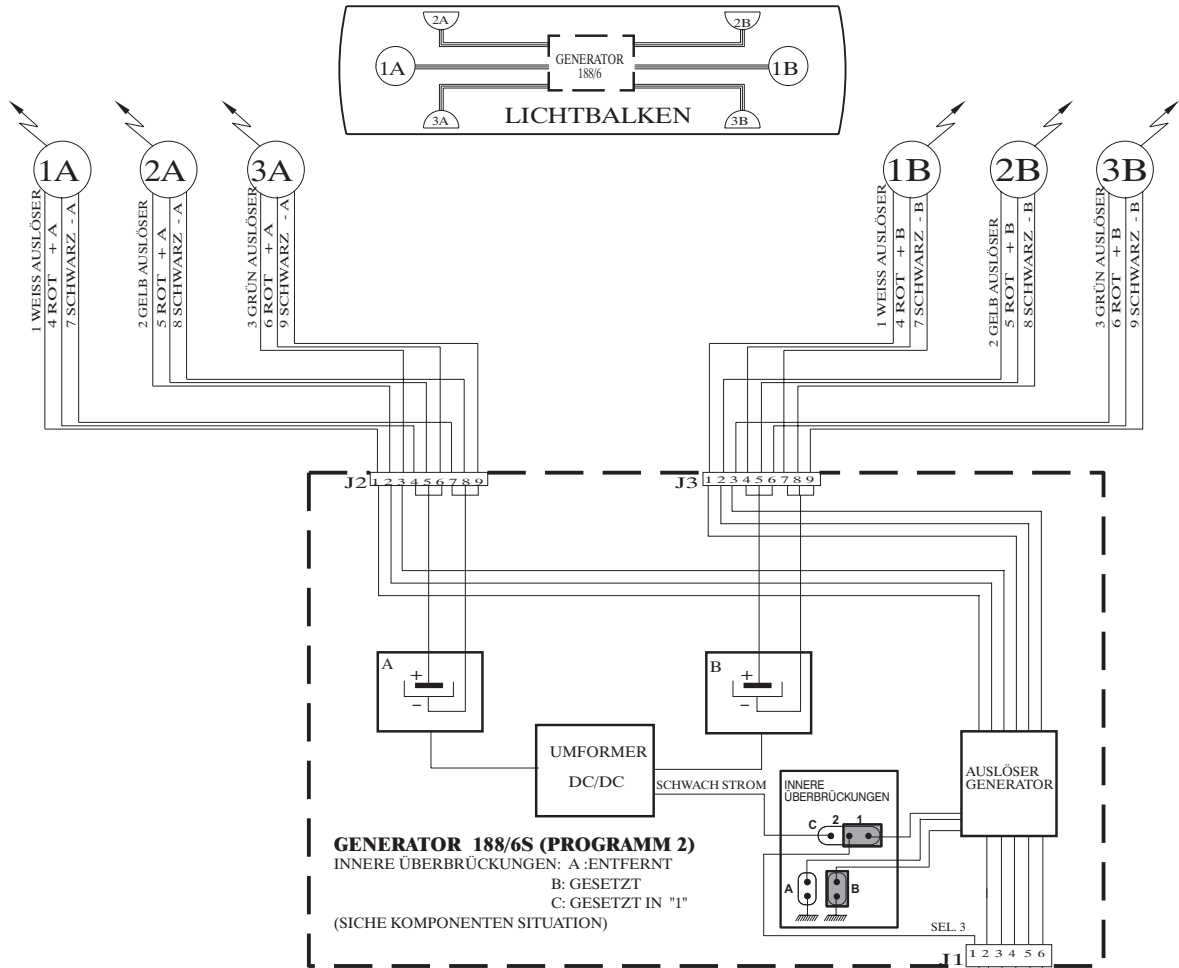 2A
2B
1A
GENERATOR
188/6
1B
3A
3B
LICHTBALKEN
1A
2A
3A
1B
2B
3B
1 WEISS AUSLÖSER
4 ROT + A
7 SCHWARZ - A
2 GELB AUSLÖSER
5 ROT + A
8 SCHWARZ - A
3 GRÜN AUSLÖSER
6 ROT + A
9 SCHWARZ - A
1 WEISS AUSLÖSER
4 ROT + B
7 SCHWARZ - B
2 GELB AUSLÖSER
5 ROT + B
8 SCHWARZ - B
3 GRÜN AUSLÖSER
6 ROT + B
9 SCHWARZ - B
J2
1 2 3 4 5 6 7 8 9
J3
1 2 3 4 5 6 7 8 9
A
+
−
B
+
−
UMFORMER
DC/DC
SCHWACH STROM
INNERE
ÜBERBRÜCKUNGEN
C 2 1
A
B
AUSLÖSER
GENERATOR
GENERATOR 188/6S (PROGRAMM 2)
INNERE ÜBERBRÜCKUNGEN: A :ENTFERNT
B: GESETZT
C: GESETZT IN "1"
(SICHE KOMPONENTEN SITUATION)
SEL. 3
J1
1 2 3 4 5 6